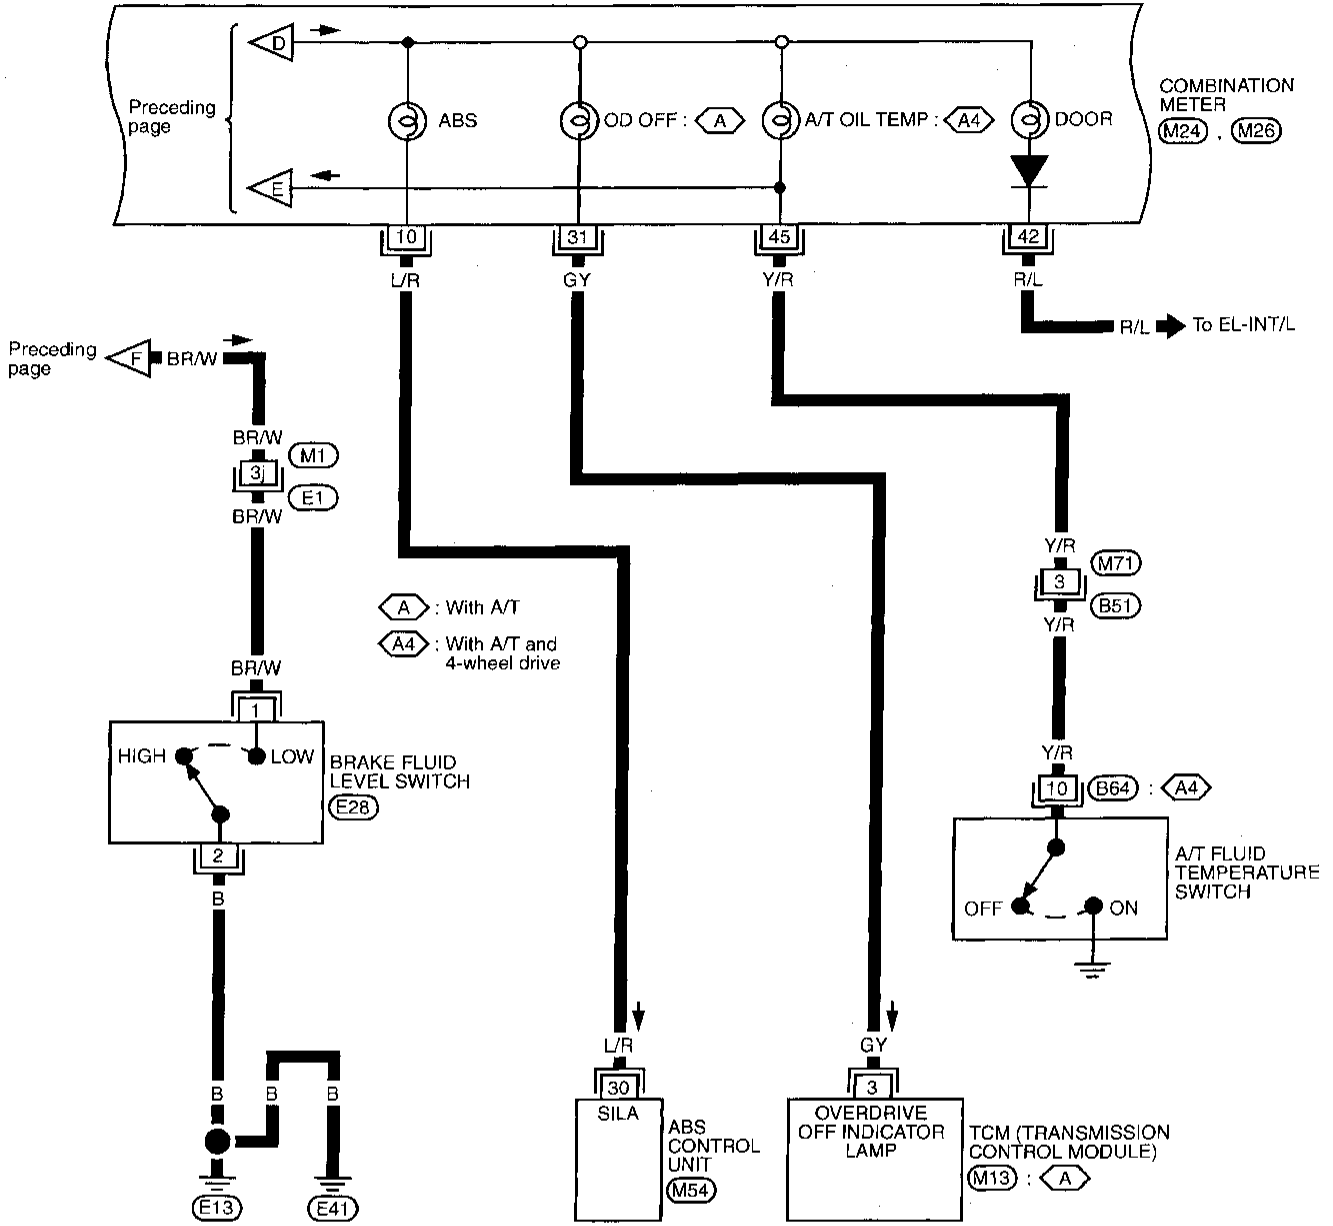 D
Preceding
page
ABS
OD OFF : A
A/T OIL TEMP : A4
DOOR
COMBINATION
METER
M24 , M26
E
10
31
45
42
L/R
GY
Y/R
R/L
R/L
To EL-INT/L
Preceding
page
F
BR/W
BR/W
M1
3j
E1
BR/W
Y/R
M71
3
B51
Y/R
A : With A/T
A4 : With A/T and
4-wheel drive
BR/W
1
HIGH
LOW
BRAKE FLUID
LEVEL SWITCH
E28
2
B
Y/R
10
B64 : A4
A/T FLUID
TEMPERATURE
SWITCH
OFF
ON
L/R
GY
30
3
SILA
ABS
CONTROL
UNIT
M54
OVERDRIVE
OFF INDICATOR
LAMP
TCM (TRANSMISSION
CONTROL MODULE)
M13 : A
B
B
B
E13
E41